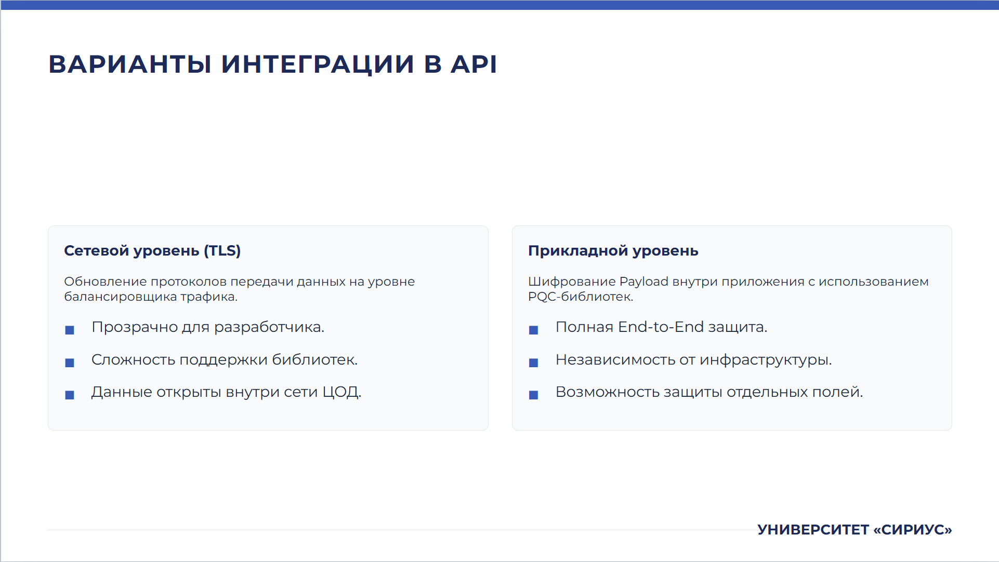 ВАРИАНТЫ ИНТЕГРАЦИИ В API
Сетевой уровень (TLS)
Обновление протоколов передачи данных на уровне
балансировщика трафика.
Прозрачно для разработчика.
Сложность поддержки библиотек.
Данные открыты внутри сети ЦОД.
Прикладной уровень
Шифрование Payload внутри приложения с использованием
PQC-библиотек.
Полная End-to-End защита.
Независимость от инфраструктуры.
Возможность защиты отдельных полей.
УНИВЕРСИТЕТ «СИРИУС»